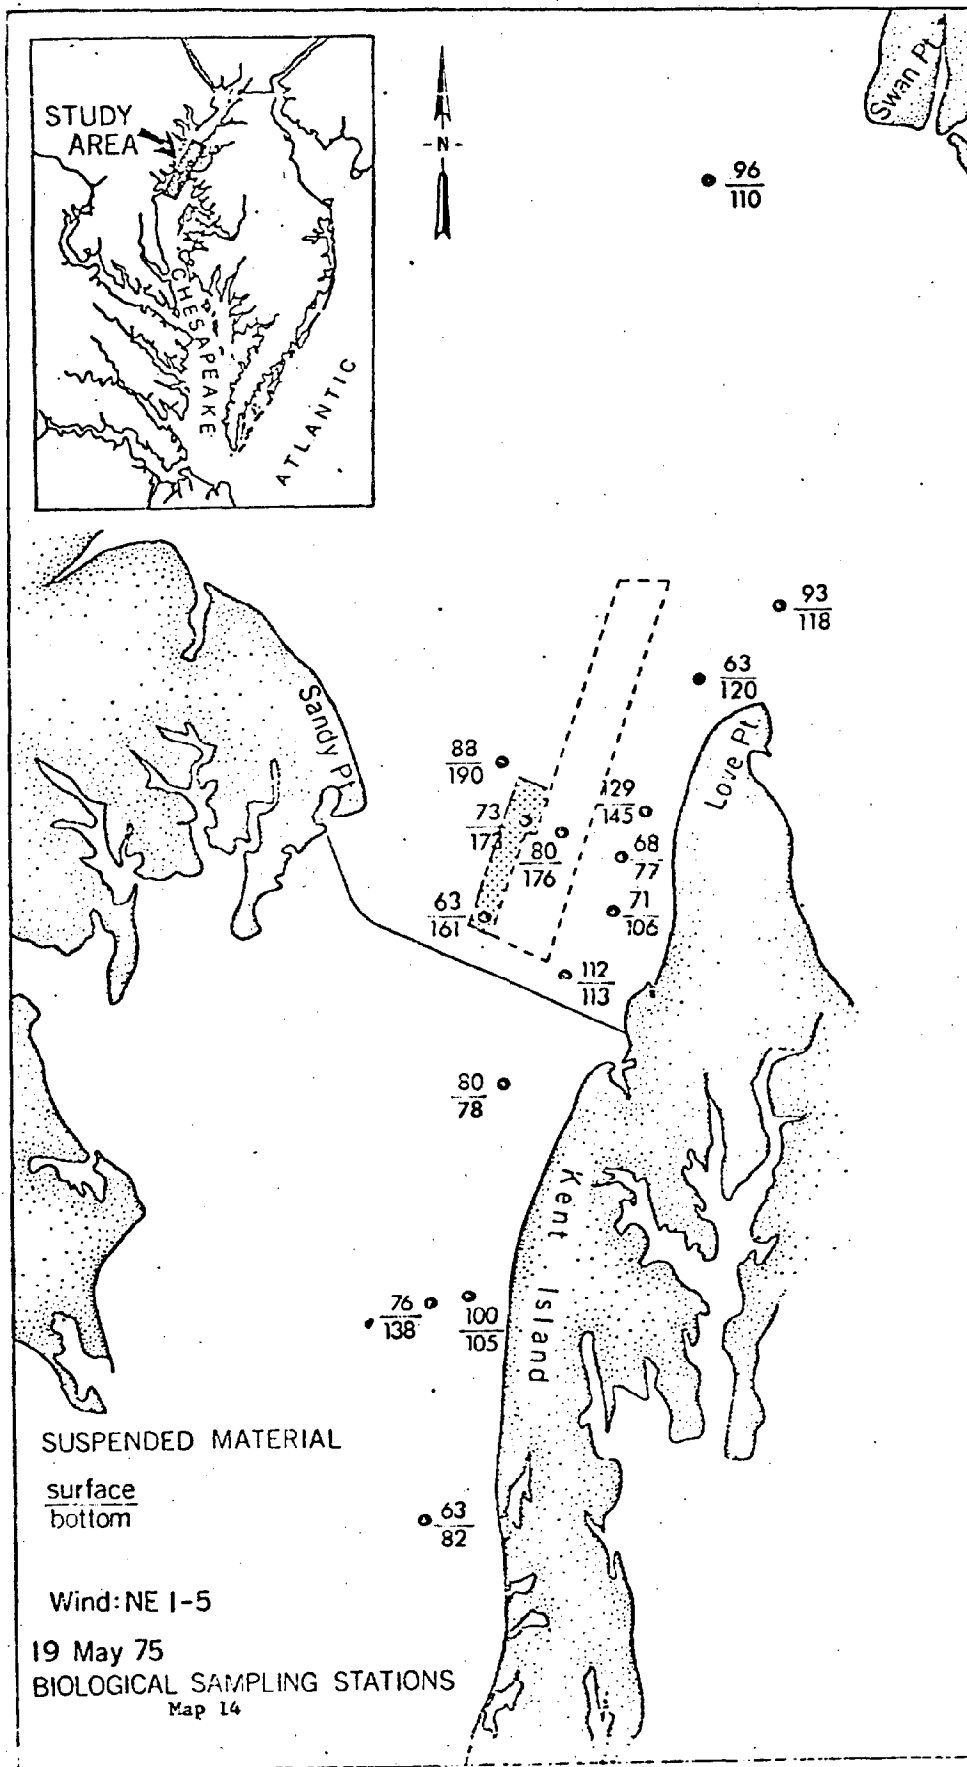 STUDY
AREA
CHESAPEAKE
ATLANTIC
-N-
Swan Pt.
96
110
93
118
63
120
Sandy Pt.
Love Pt.
88
190
129
145
73
173
80
176
68
77
63
161
71
106
112
113
80
78
Kent Island
76
138
100
105
SUSPENDED MATERIAL
surface
bottom
63
82
Wind: NE 1-5
19 May 75
BIOLOGICAL SAMPLING STATIONS
Map 14